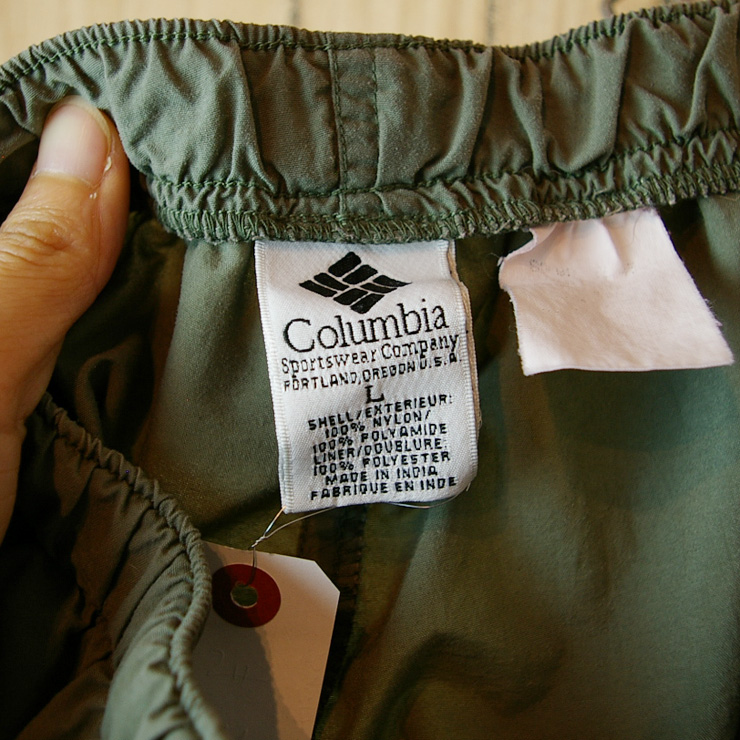 Columbia
Sportswear Company
PORTLAND, OREGON U.S.A.
L
SHELL/EXTERIEUR:
100% NYLON/
100% POLYAMIDE
LINER/DOUBLURE:
100% POLYESTER
MADE IN INDIA
FABRIQUE EN INDE